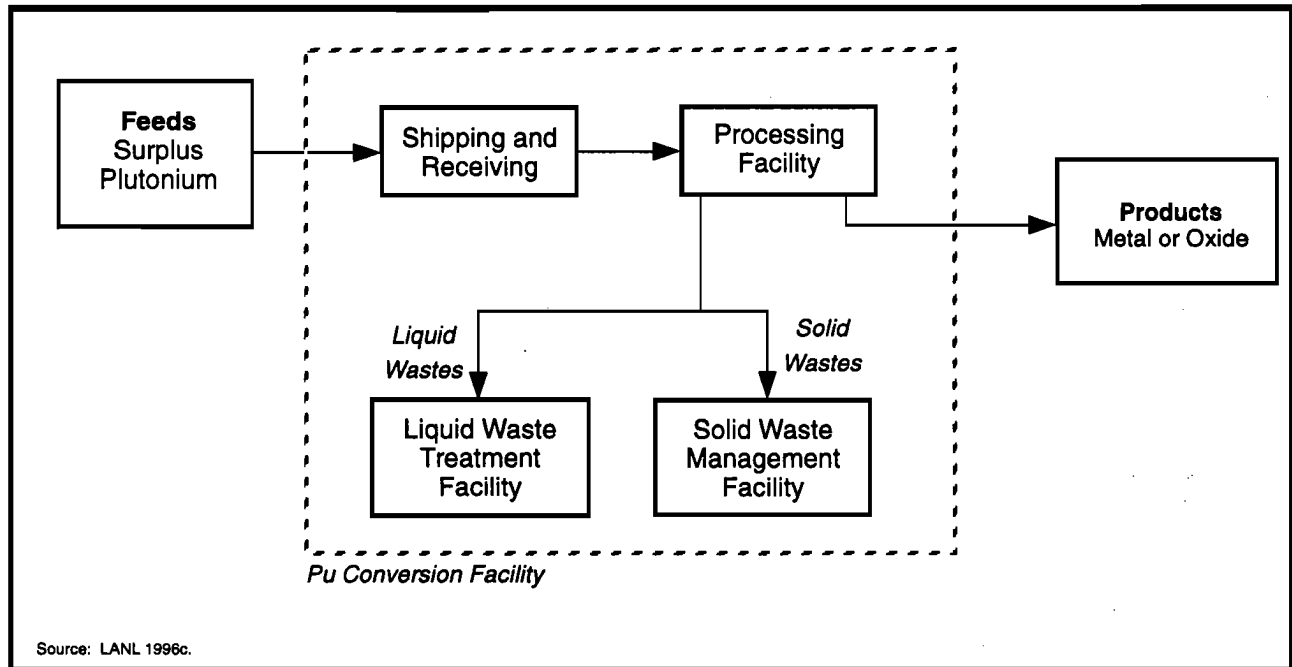 Feeds
Surplus
Plutonium
Shipping and
Receiving
Processing
Facility
Products
Metal or Oxide
Liquid
Wastes
Solid
Wastes
Liquid Waste
Treatment
Facility
Solid Waste
Management
Facility
Pu Conversion Facility
Source: LANL 1996c.